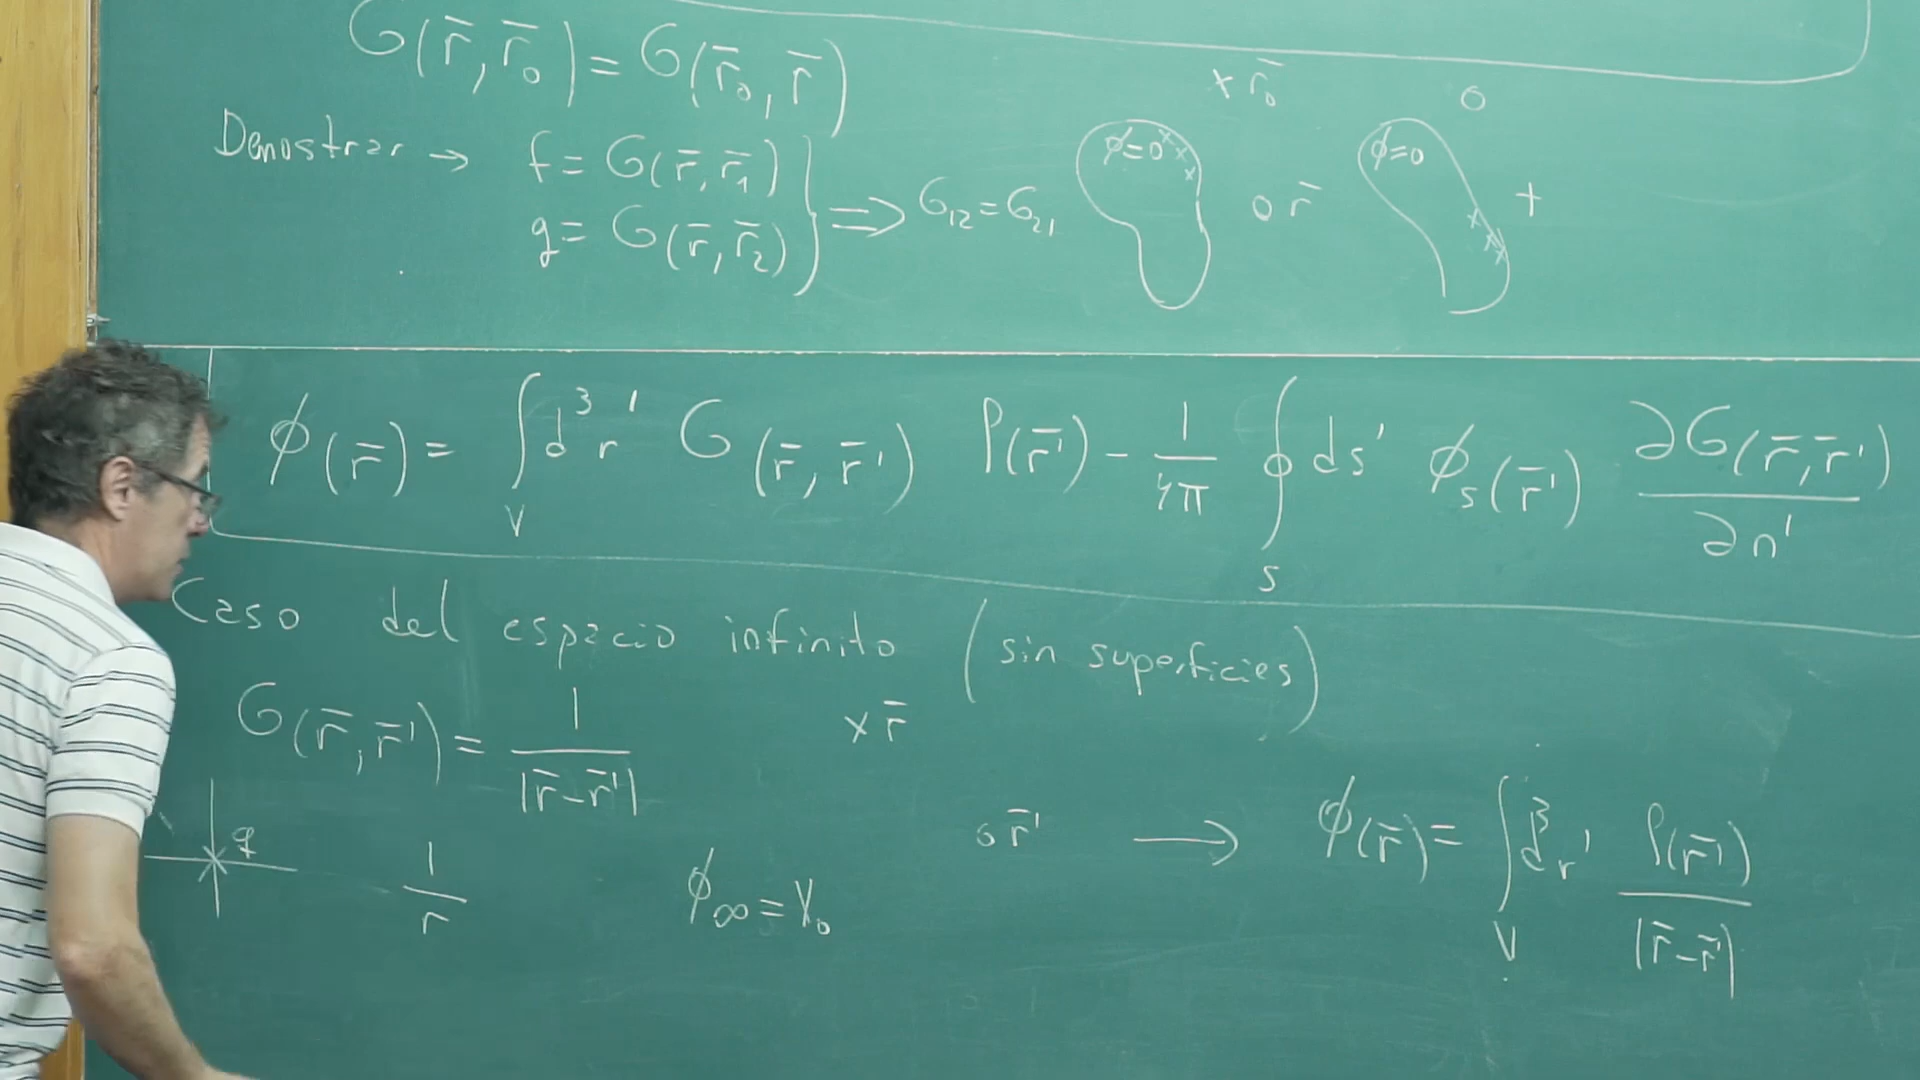 G(r̄, r̄₀) = G(r̄₀, r̄)
x r̄₀
o
Demostrar → f = G(r̄, r̄₁)
g = G(r̄, r̄₂) } ⟹ G₁₂ = G₂₁
ϕ=0 x x x
o r̄
ϕ=0 x x x
+
ϕ(r̄) = ∫_V d³r' G(r̄, r̄') ρ(r̄') - 1/4π ∮_S ds' ϕ_s(r̄') ∂G(r̄, r̄')/∂n'
Caso del espacio infinito (sin superficies)
G(r̄, r̄') = 1/|r̄ - r̄'|
x r̄
o r̄' → ϕ(r̄) = ∫_V d³r' ρ(r̄')/|r̄ - r̄'|
q
1/r
ϕ∞ = V₀